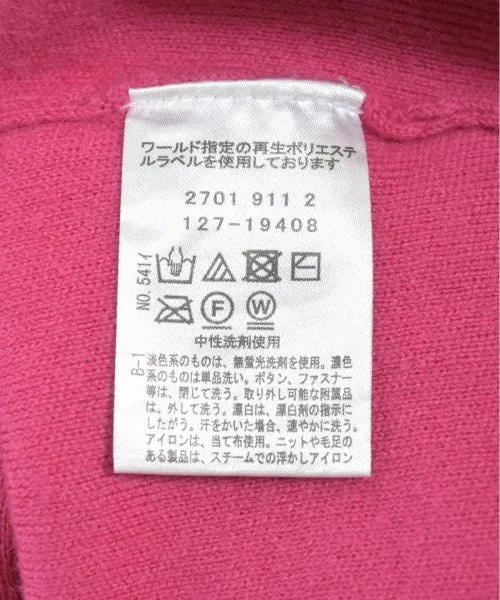 ワールド指定の再生ポリエステ
ルラベルを使用しております
2701 911 2
127-19408
NO.541イ
F W
中性洗剤使用
B-1
淡色系のものは、無蛍光洗剤を使用。濃色
系のものは単品洗い。ボタン、ファスナー
等は、閉じて洗う。取り外し可能な付属品
は、外して洗う。漂白は、漂白剤の指示に
したがう。汗をかいた場合、速やかに洗う。
アイロンは、当て布使用。ニットや毛足の
ある製品は、スチームでの浮かしアイロン